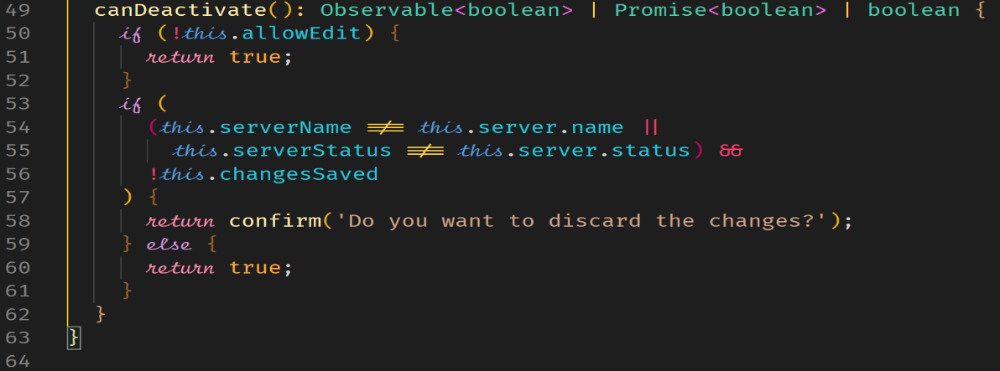 49 canDeactivate(): Observable<boolean> | Promise<boolean> | boolean {
50 if (!this.allowEdit) {
51 return true;
52 }
53 if (
54 (this.serverName !== this.server.name ||
55 this.serverStatus !== this.server.status) &&
56 !this.changesSaved
57 ) {
58 return confirm('Do you want to discard the changes?');
59 } else {
60 return true;
61 }
62 }
63 }
64